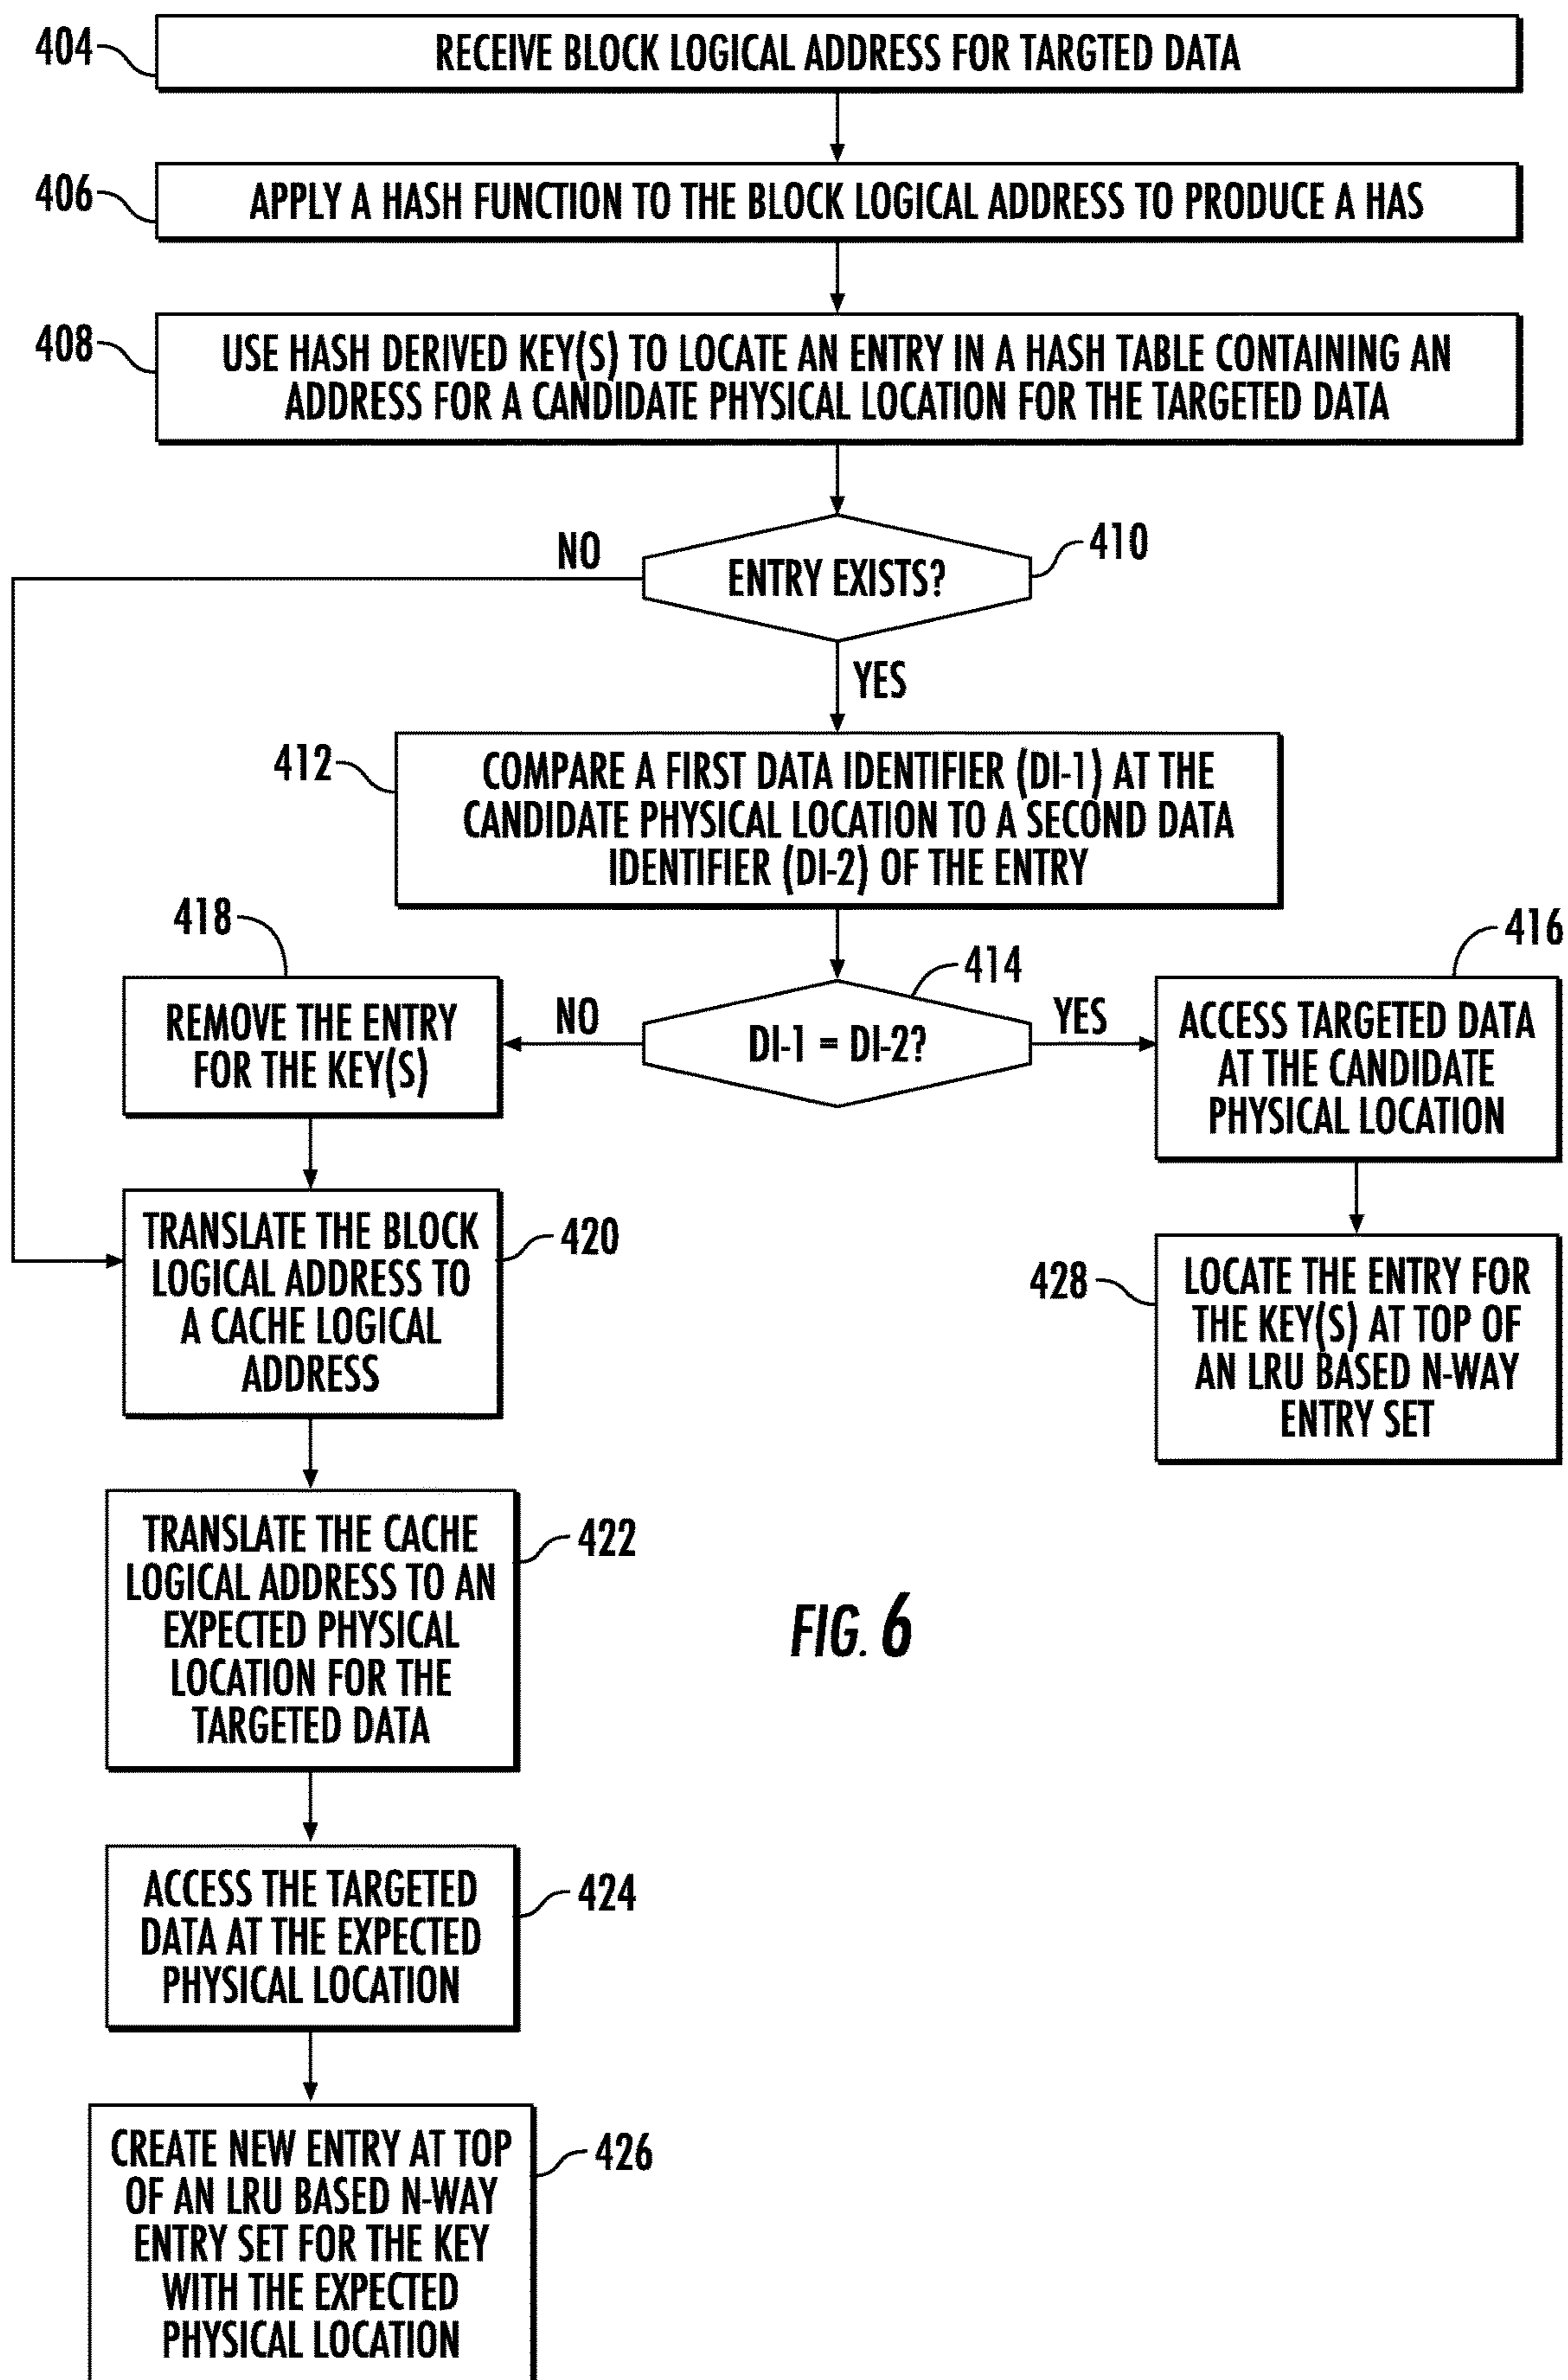 404
RECEIVE BLOCK LOGICAL ADDRESS FOR TARGTED DATA
406
APPLY A HASH FUNCTION TO THE BLOCK LOGICAL ADDRESS TO PRODUCE A HAS
408
USE HASH DERIVED KEY(S) TO LOCATE AN ENTRY IN A HASH TABLE CONTAINING AN
ADDRESS FOR A CANDIDATE PHYSICAL LOCATION FOR THE TARGETED DATA
410
NO
ENTRY EXISTS?
YES
412
COMPARE A FIRST DATA IDENTIFIER (DI-1) AT THE
CANDIDATE PHYSICAL LOCATION TO A SECOND DATA
IDENTIFIER (DI-2) OF THE ENTRY
418
REMOVE THE ENTRY
FOR THE KEY(S)
NO
414
DI-1 = DI-2?
YES
416
ACCESS TARGETED DATA
AT THE CANDIDATE
PHYSICAL LOCATION
TRANSLATE THE BLOCK
LOGICAL ADDRESS TO
A CACHE LOGICAL
ADDRESS
420
428
LOCATE THE ENTRY FOR
THE KEY(S) AT TOP OF
AN LRU BASED N-WAY
ENTRY SET
TRANSLATE THE CACHE
LOGICAL ADDRESS TO AN
EXPECTED PHYSICAL
LOCATION FOR THE
TARGETED DATA
422
FIG. 6
ACCESS THE TARGETED
DATA AT THE EXPECTED
PHYSICAL LOCATION
424
CREATE NEW ENTRY AT TOP
OF AN LRU BASED N-WAY
ENTRY SET FOR THE KEY
WITH THE EXPECTED
PHYSICAL LOCATION
426